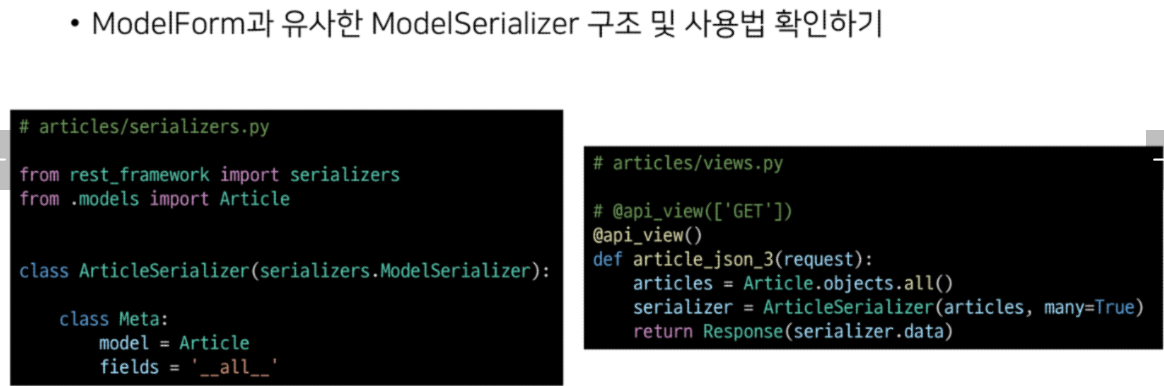 • ModelForm과 유사한 ModelSerializer 구조 및 사용법 확인하기
# articles/serializers.py
from rest_framework import serializers
from .models import Article
class ArticleSerializer(serializers.ModelSerializer):
    class Meta:
        model = Article
        fields = '__all__'
# articles/views.py
# @api_view(['GET'])
@api_view()
def article_json_3(request):
    articles = Article.objects.all()
    serializer = ArticleSerializer(articles, many=True)
    return Response(serializer.data)